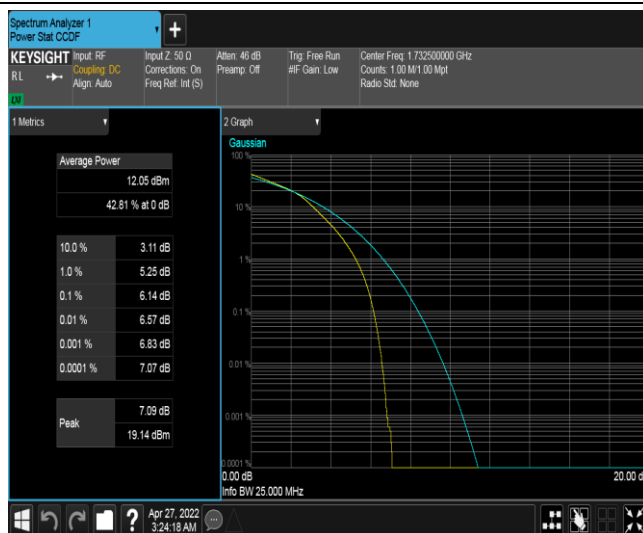 Spectrum Analyzer 1
Power Stat CCDF
+
KEYSIGHT
RL
Input: RF
Coupling: DC
Align: Auto
Input Z: 50 Ω
Corrections: On
Freq Ref: Int (S)
Atten: 46 dB
Preamp: Off
Trig: Free Run
#IF Gain: Low
Center Freq: 1.732500000 GHz
Counts: 1.00 M/1.00 Mpt
Radio Std: None
1 Metrics
Average Power
12.05 dBm
42.81 % at 0 dB
10.0 % 3.11 dB
1.0 % 5.25 dB
0.1 % 6.14 dB
0.01 % 6.57 dB
0.001 % 6.83 dB
0.0001 % 7.07 dB
Peak
7.09 dB
19.14 dBm
2 Graph
Gaussian
100 %
10 %
1 %
0.1 %
0.01 %
0.001 %
0.0001 %
0.00 dB
20.00 d
Info BW 25.000 MHz
?
Apr 27, 2022
3:24:18 AM